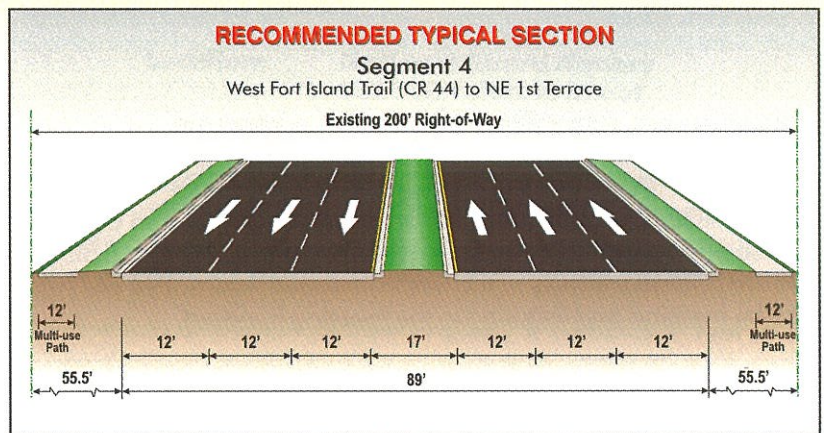 RECOMMENDED TYPICAL SECTION
Segment 4
West Fort Island Trail (CR 44) to NE 1st Terrace
Existing 200' Right-of-Way
12'
Multi-use
Path
12'
12'
12'
17'
12'
12'
12'
12'
Multi-use
Path
55.5'
89'
55.5'